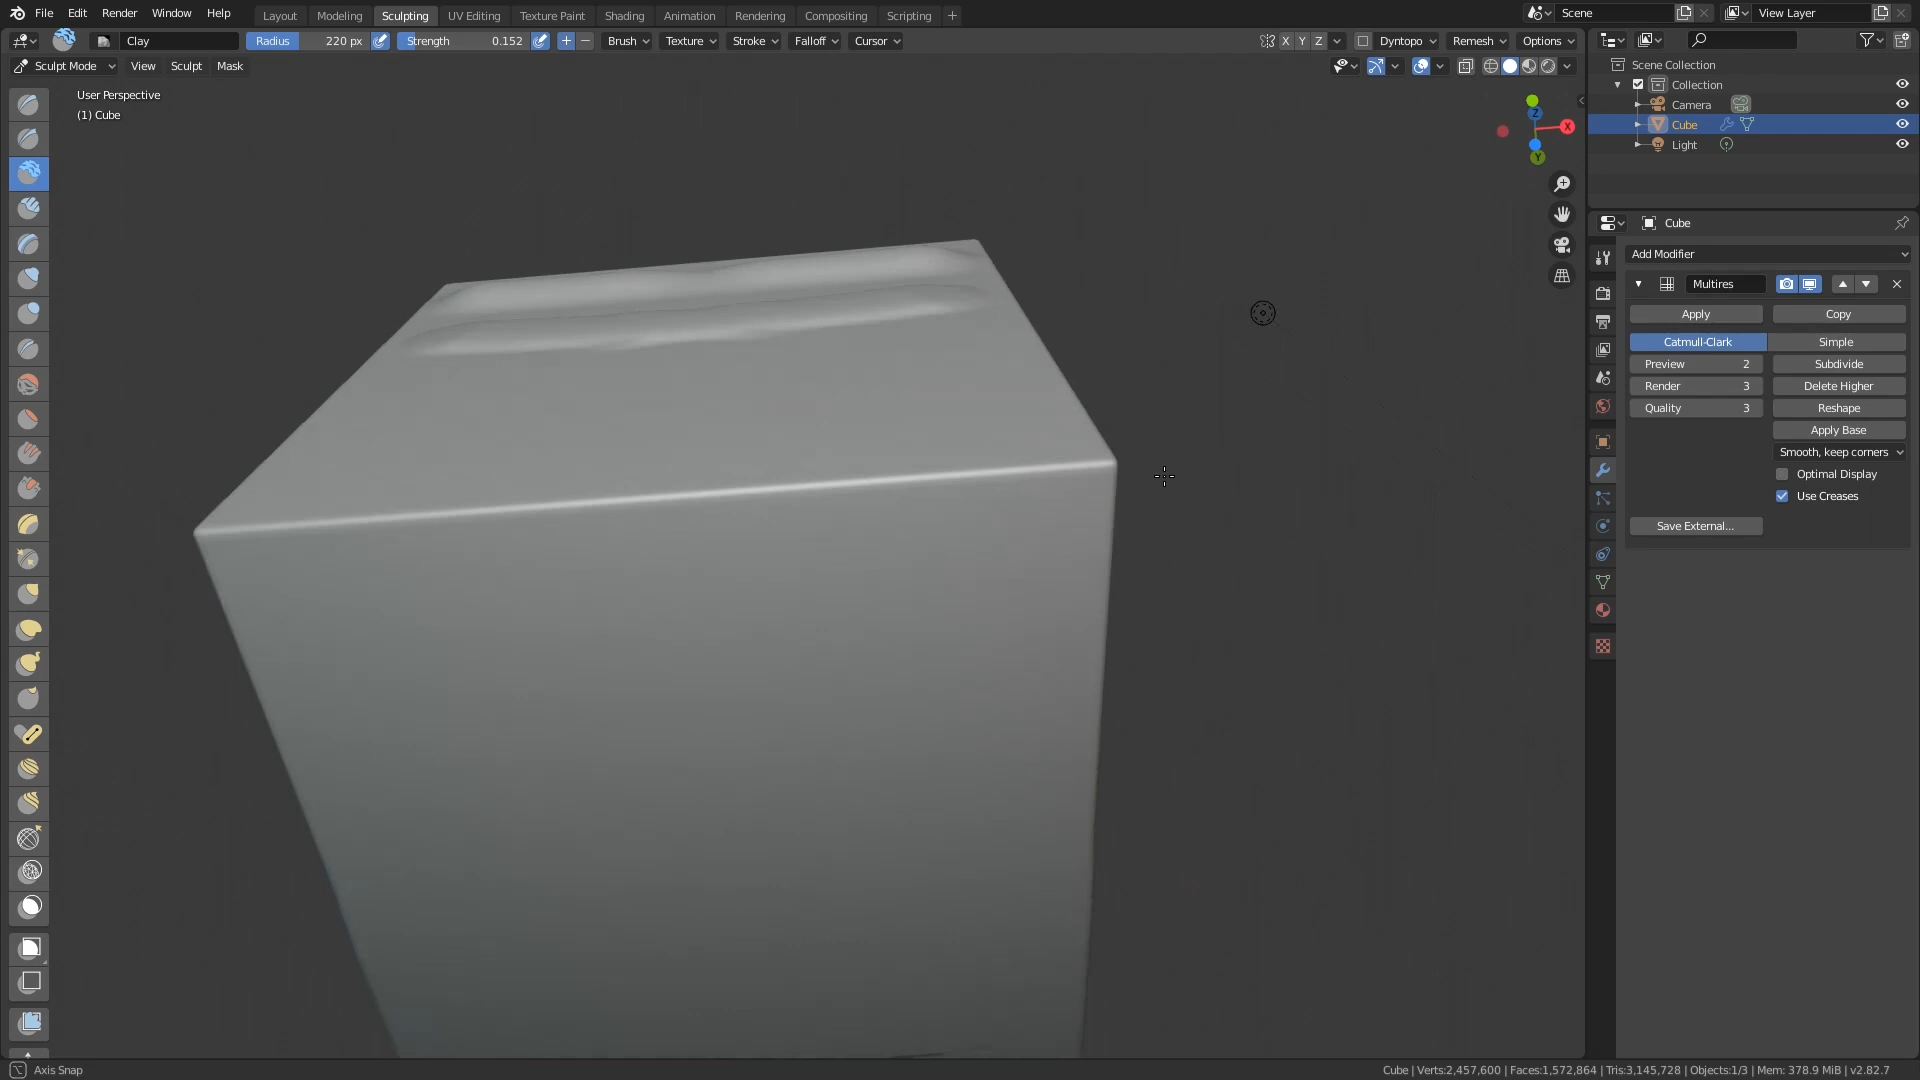 File Edit Render Window Help Layout Modeling Sculpting UV Editing Texture Paint Shading Animation Rendering Compositing Scripting + Scene View Layer
Clay Radius 220 px Strength 0.152 + − Brush Texture Stroke Falloff Cursor X Y Z Dyntopo Remesh Options
Sculpt Mode View Sculpt Mask
User Perspective
(1) Cube
Z
X
Y
Scene Collection
Collection
Camera
Cube
Light
Cube
Add Modifier
Multires
Apply Copy
Catmull-Clark Simple
Preview 2 Subdivide
Render 3 Delete Higher
Quality 3 Reshape
Apply Base
Smooth, keep corners
Optimal Display
Use Creases
Save External...
Axis Snap
Cube | Verts:2,457,600 | Faces:1,572,864 | Tris:3,145,728 | Objects:1/3 | Mem: 378.9 MiB | v2.82.7